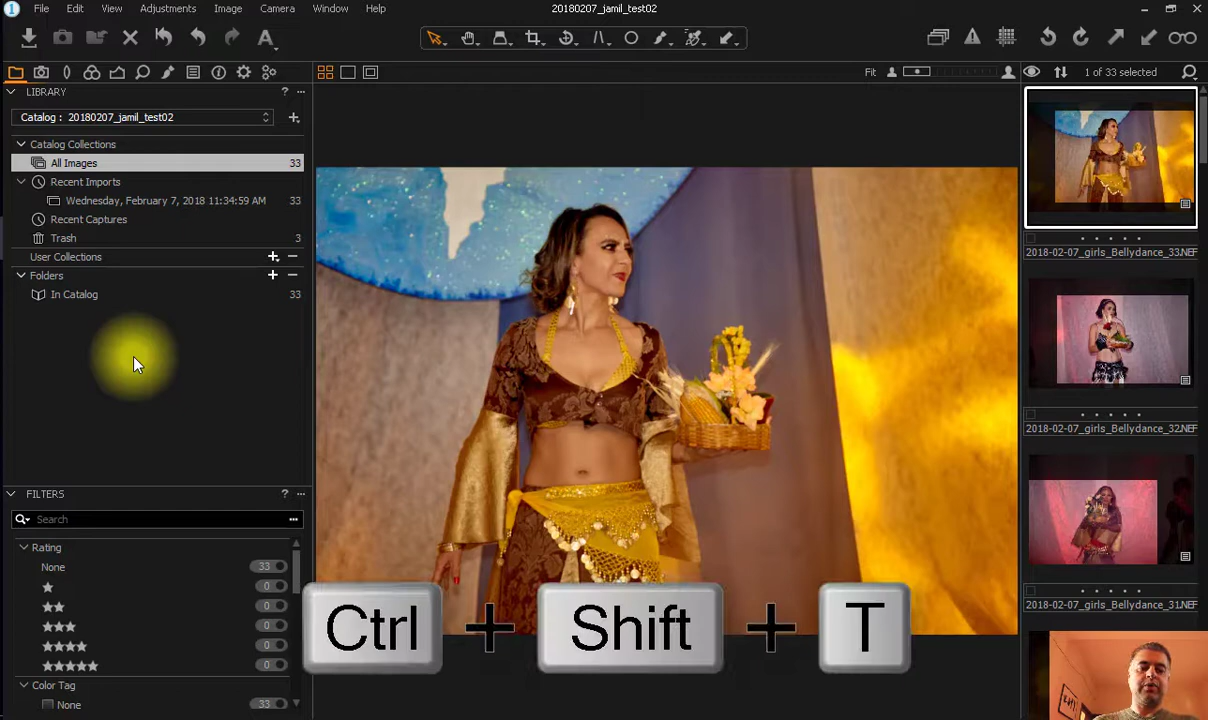 File Edit View Adjustments Image Camera Window Help
20180207_jamil_test02
LIBRARY
Fit
1 of 33 selected
Catalog : 20180207_jamil_test02
Catalog Collections
All Images 33
Recent Imports
Wednesday, February 7, 2018 11:34:59 AM 33
Recent Captures
Trash 3
User Collections
Folders
In Catalog 33
2018-02-07_girls_Bellydance_33.NEF
2018-02-07_girls_Bellydance_32.NEF
2018-02-07_girls_Bellydance_31.NEF
FILTERS
Search
Rating
None 33
0
0
0
0
0
Color Tag
None 33
Ctrl + Shift + T